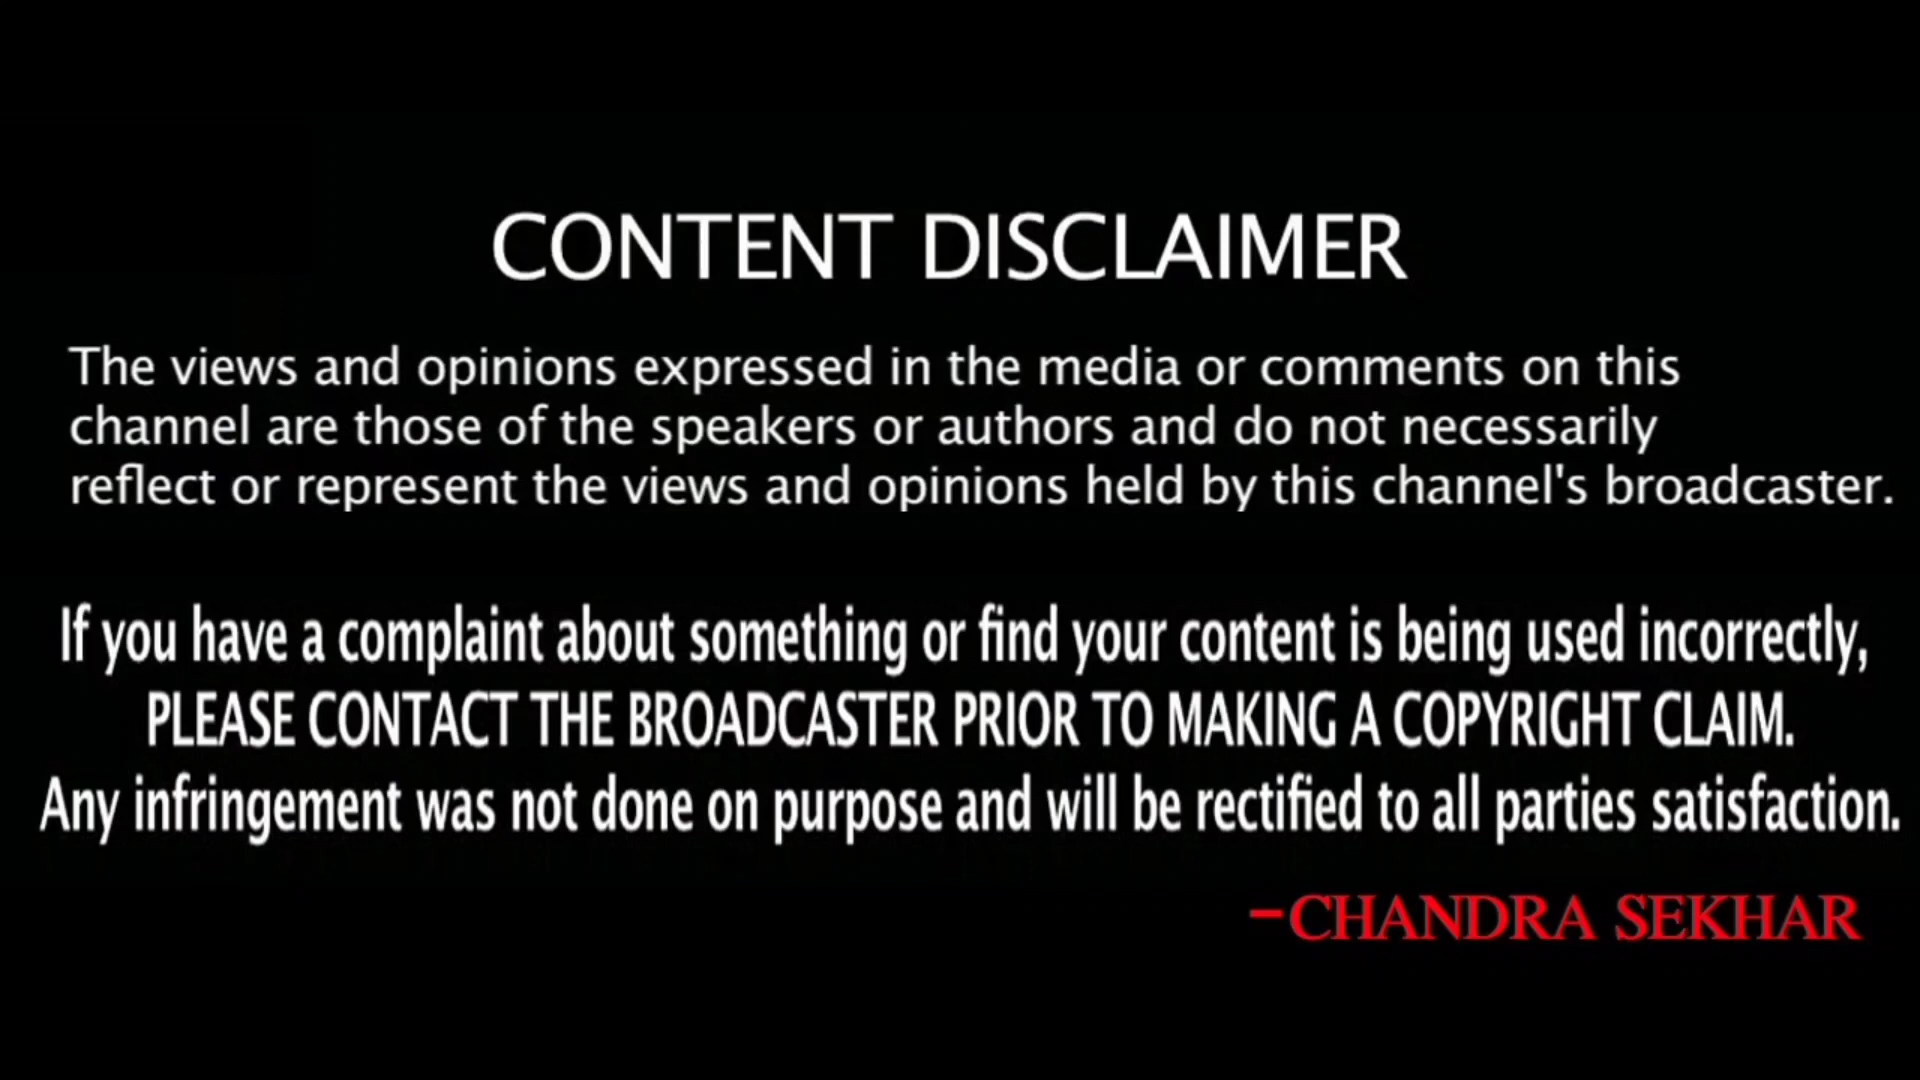 CONTENT DISCLAIMER
The views and opinions expressed in the media or comments on this
channel are those of the speakers or authors and do not necessarily
reflect or represent the views and opinions held by this channel's broadcaster.
If you have a complaint about something or find your content is being used incorrectly,
PLEASE CONTACT THE BROADCASTER PRIOR TO MAKING A COPYRIGHT CLAIM.
Any infringement was not done on purpose and will be rectified to all parties satisfaction.
-CHANDRA SEKHAR